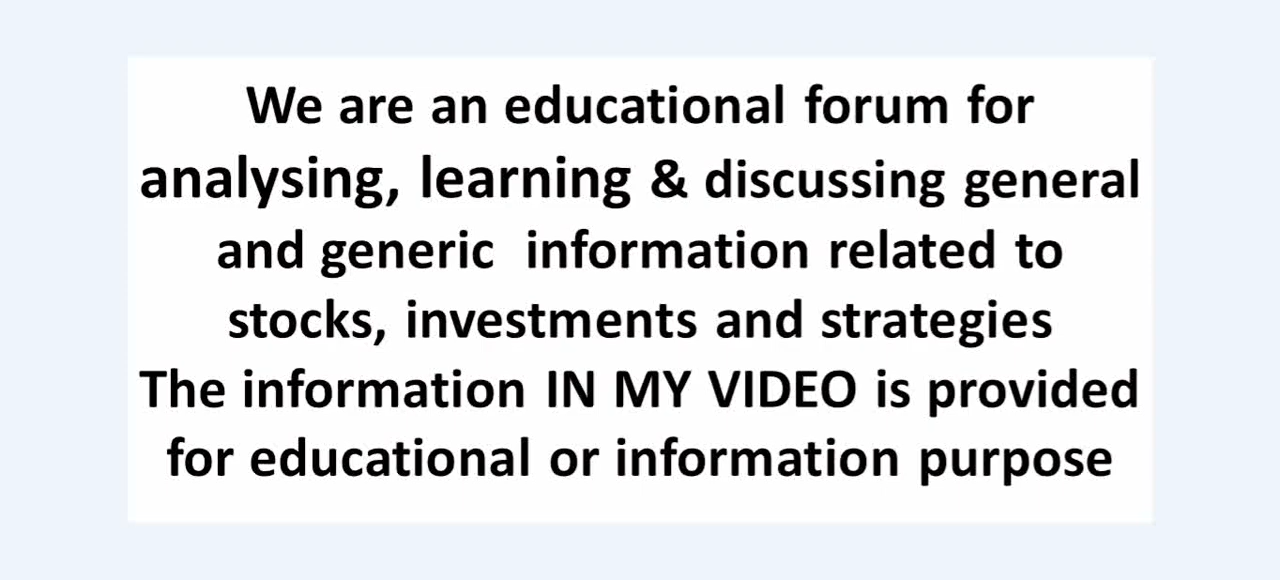 We are an educational forum for
analysing, learning & discussing general
and generic  information related to
stocks, investments and strategies
The information IN MY VIDEO is provided
for educational or information purpose